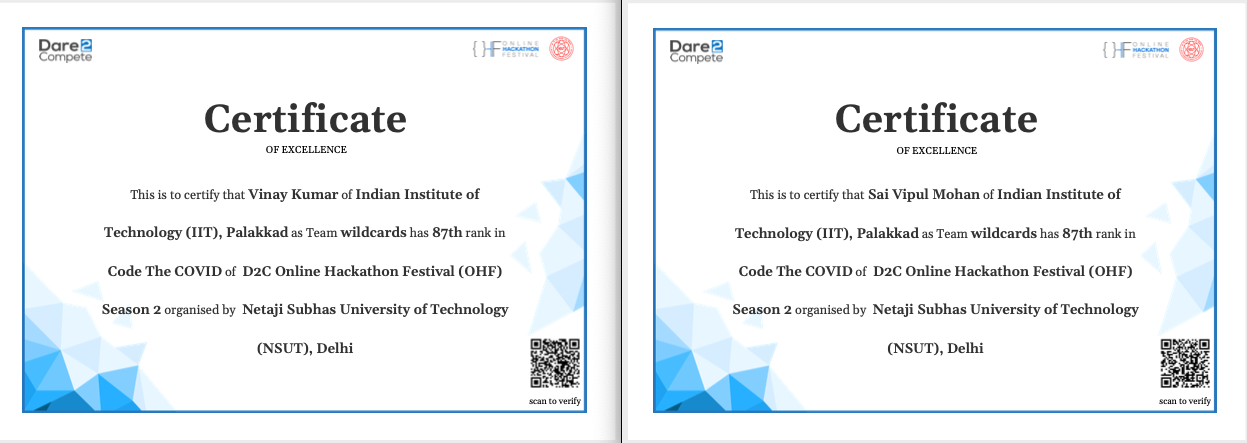 Dare2
Compete
{ }HF ONLINE
HACKATHON
FESTIVAL
Certificate
OF EXCELLENCE
This is to certify that Vinay Kumar of Indian Institute of
Technology (IIT), Palakkad as Team wildcards has 87th rank in
Code The COVID of D2C Online Hackathon Festival (OHF)
Season 2 organised by Netaji Subhas University of Technology
(NSUT), Delhi
scan to verify
Dare2
Compete
{ }HF ONLINE
HACKATHON
FESTIVAL
Certificate
OF EXCELLENCE
This is to certify that Sai Vipul Mohan of Indian Institute of
Technology (IIT), Palakkad as Team wildcards has 87th rank in
Code The COVID of D2C Online Hackathon Festival (OHF)
Season 2 organised by Netaji Subhas University of Technology
(NSUT), Delhi
scan to verify